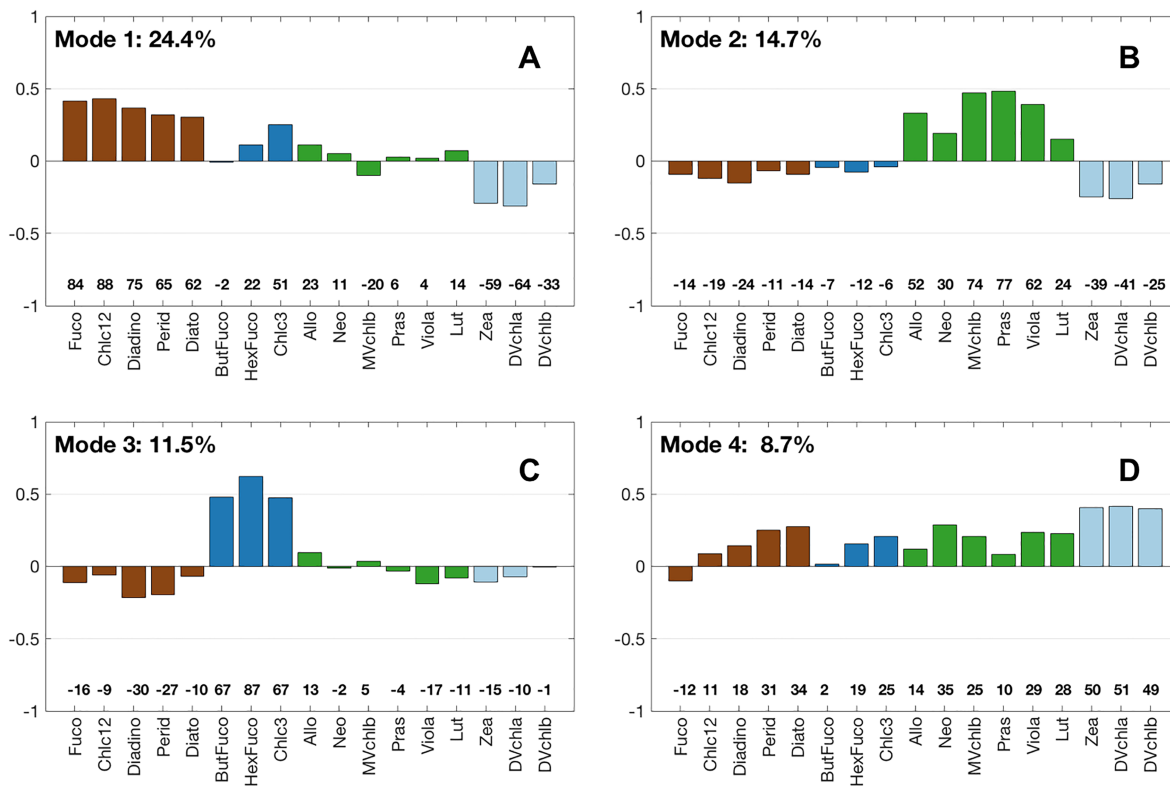 Mode 1: 24.4%
A
1
0.5
0
-0.5
-1
84 88 75 65 62 -2 22 51 23 11 -20 6 4 14 -59 -64 -33
Fuco Chlc12 Diadino Perid Diato ButFuco HexFuco Chlc3 Allo Neo MVchlb Pras Viola Lut Zea DVchla DVchlb
Mode 2: 14.7%
B
1
0.5
0
-0.5
-1
-14 -19 -24 -11 -14 -7 -12 -6 52 30 74 77 62 24 -39 -41 -25
Fuco Chlc12 Diadino Perid Diato ButFuco HexFuco Chlc3 Allo Neo MVchlb Pras Viola Lut Zea DVchla DVchlb
Mode 3: 11.5%
C
1
0.5
0
-0.5
-1
-16 -9 -30 -27 -10 67 87 67 13 -2 5 -4 -17 -11 -15 -10 -1
Fuco Chlc12 Diadino Perid Diato ButFuco HexFuco Chlc3 Allo Neo MVchlb Pras Viola Lut Zea DVchla DVchlb
Mode 4: 8.7%
D
1
0.5
0
-0.5
-1
-12 11 18 31 34 2 19 25 14 35 25 10 29 28 50 51 49
Fuco Chlc12 Diadino Perid Diato ButFuco HexFuco Chlc3 Allo Neo MVchlb Pras Viola Lut Zea DVchla DVchlb